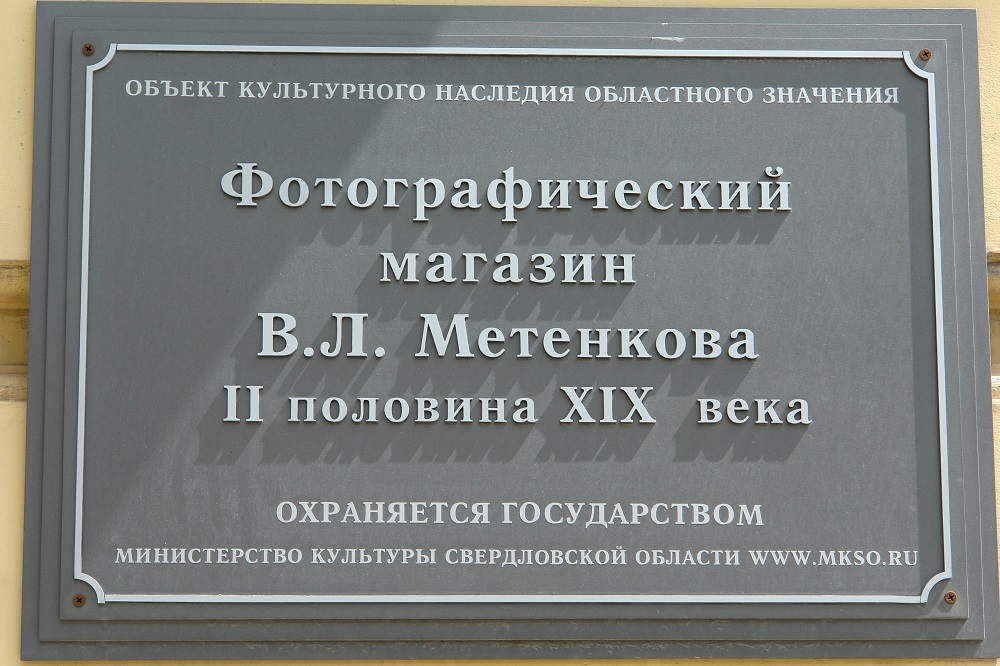 ОБЪЕКТ КУЛЬТУРНОГО НАСЛЕДИЯ ОБЛАСТНОГО ЗНАЧЕНИЯ
Фотографический
магазин
В.Л. Метенкова
II половина XIX века
ОХРАНЯЕТСЯ ГОСУДАРСТВОМ
МИНИСТЕРСТВО КУЛЬТУРЫ СВЕРДЛОВСКОЙ ОБЛАСТИ WWW.MKSO.RU